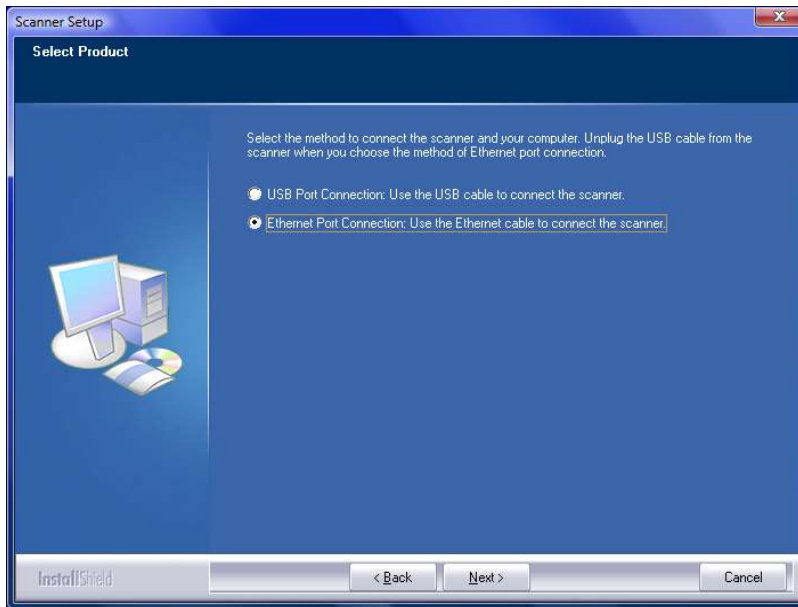 Scanner Setup
Select Product
Select the method to connect the scanner and your computer. Unplug the USB cable from the
scanner when you choose the method of Ethernet port connection.
USB Port Connection: Use the USB cable to connect the scanner.
Ethernet Port Connection: Use the Ethernet cable to connect the scanner.
InstallShield
< Back
Next >
Cancel